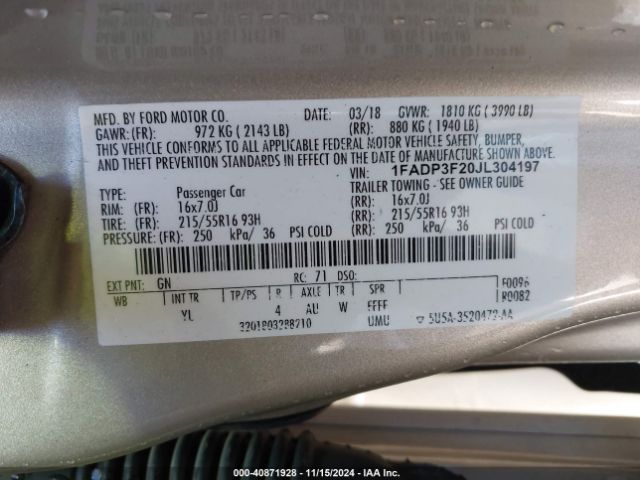 MFD. BY FORD MOTOR CO. DATE: 03/18 GVWR: 1810 KG ( 3990 LB)
GAWR: (FR): 972 KG ( 2143 LB) (RR): 880 KG ( 1940 LB)
THIS VEHICLE CONFORMS TO ALL APPLICABLE FEDERAL MOTOR VEHICLE SAFETY, BUMPER,
AND THEFT PREVENTION STANDARDS IN EFFECT ON THE DATE OF MANUFACTURE SHOWN ABOVE.
VIN: 1FADP3F20JL304197
TYPE: Passenger Car TRAILER TOWING - SEE OWNER GUIDE
RIM: (FR): 16x7.0J (RR): 16x7.0J
TIRE: (FR): 215/55R16 93H (RR): 215/55R16 93H
PRESSURE: (FR): 250 kPa/ 36 PSI COLD (RR): 250 kPa/ 36 PSI COLD
EXT PNT: GN RC: 71 DSO: F0096
WB INT TR TP/PS R AXLE TR SPR R0082
YL 4 AU W FFFF
3201803288710 UMU 5U5A-3520472-AA
000-40871928 - 11/15/2024 - IAA Inc.